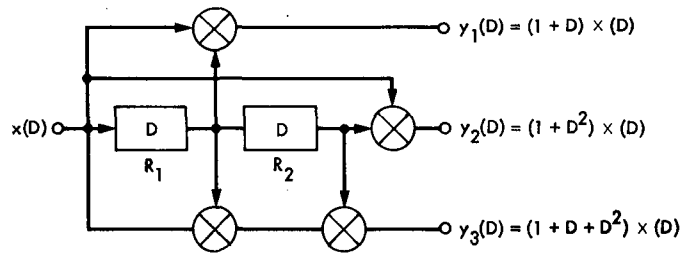 y₁(D) = (1 + D) × (D)
x(D)
D
D
y₂(D) = (1 + D²) × (D)
R₁
R₂
y₃(D) = (1 + D + D²) × (D)